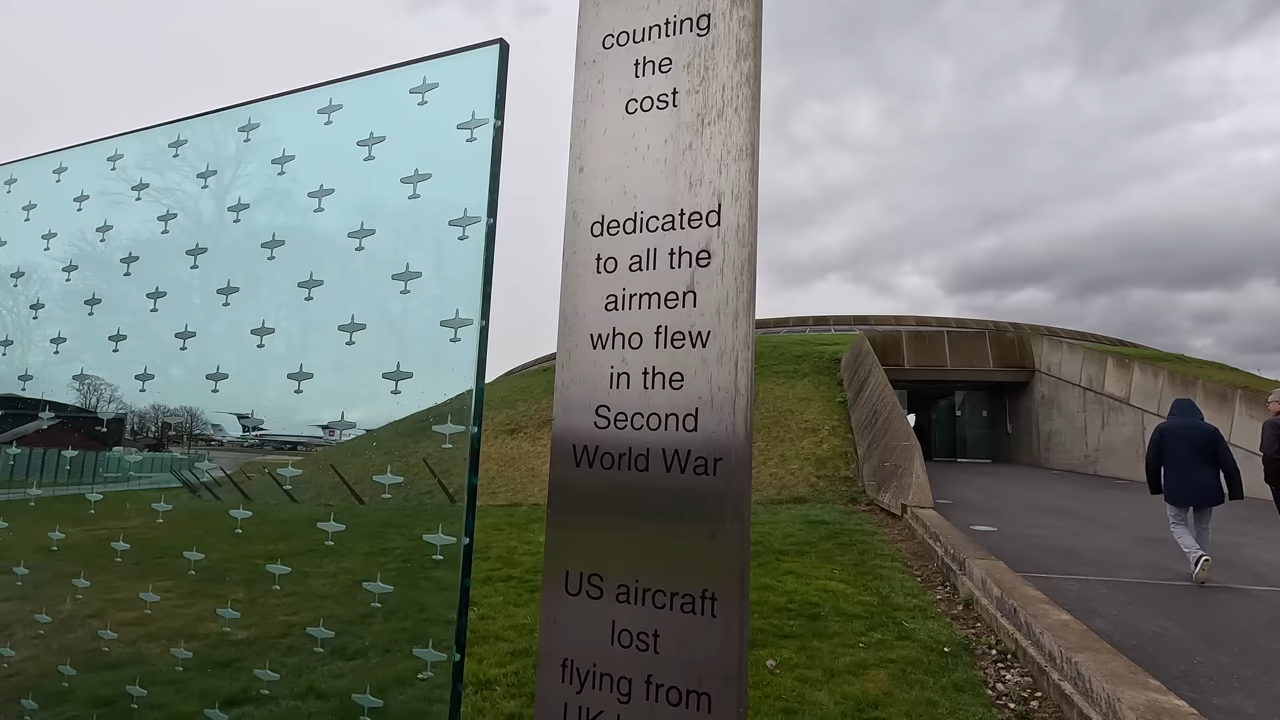 counting
the
cost
dedicated
to all the
airmen
who flew
in the
Second
World War
US aircraft
lost
flying from
UK